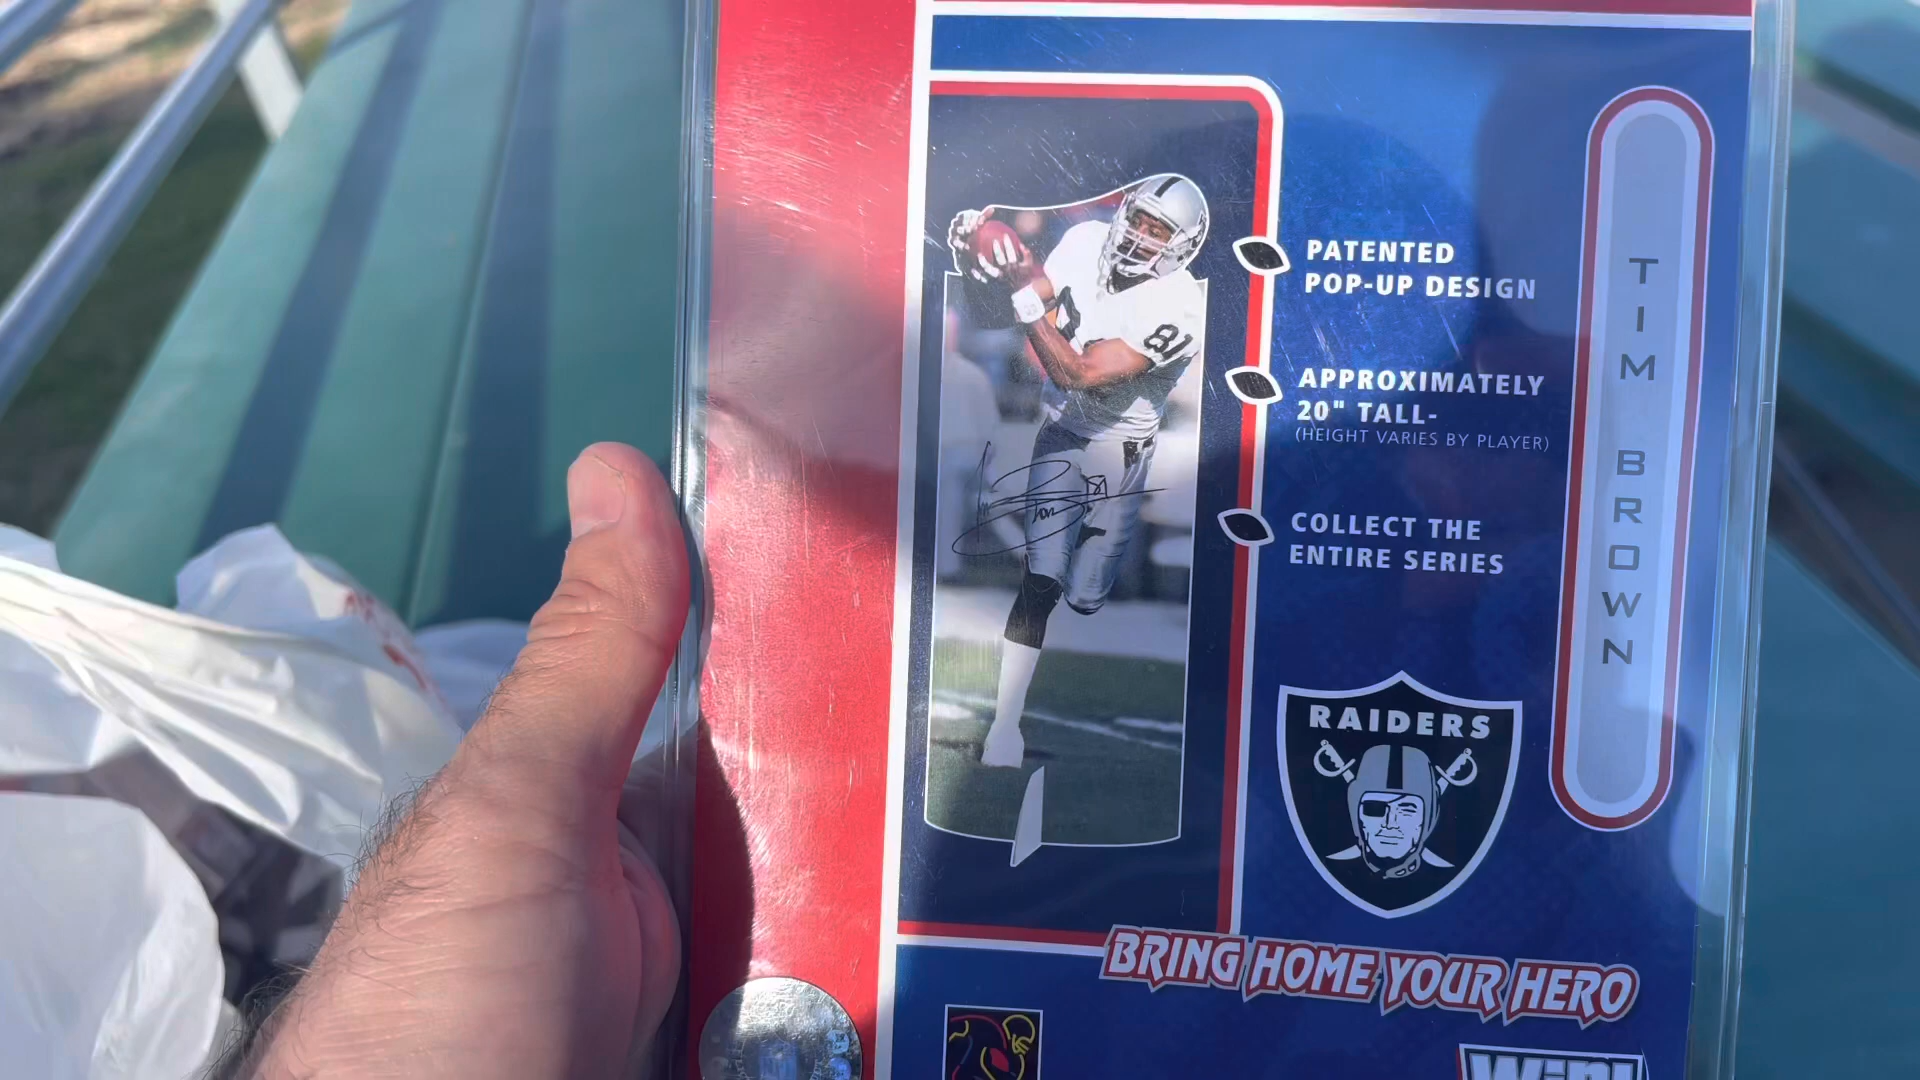 PATENTED
POP-UP DESIGN
APPROXIMATELY
20" TALL-
(HEIGHT VARIES BY PLAYER)
COLLECT THE
ENTIRE SERIES
TIM BROWN
81
RAIDERS
BRING HOME YOUR HERO